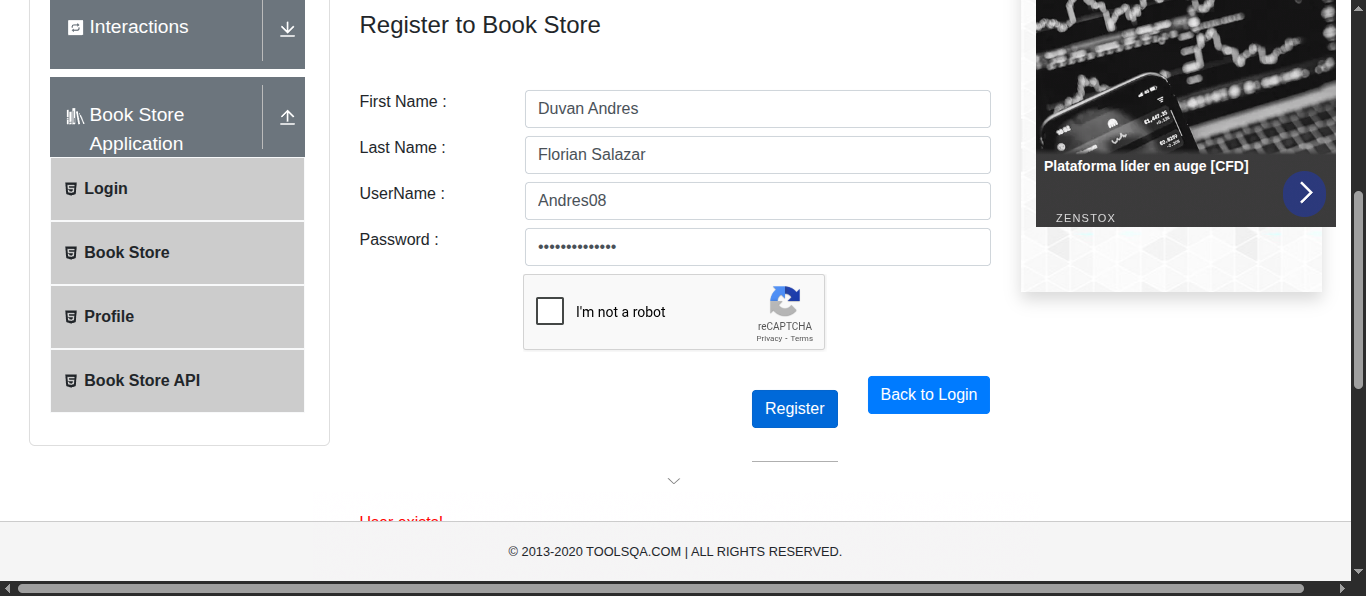 Interactions
Book Store
Application
Login
Book Store
Profile
Book Store API
Register to Book Store
First Name :
Duvan Andres
Last Name :
Florian Salazar
UserName :
Andres08
Password :
••••••••••••••
I'm not a robot
reCAPTCHA
Privacy - Terms
Register
Back to Login
User exists!
Plataforma líder en auge [CFD]
ZENSTOX
© 2013-2020 TOOLSQA.COM | ALL RIGHTS RESERVED.